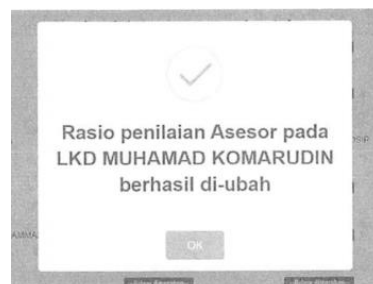 Rasio penilaian Asesor pada
LKD MUHAMAD KOMARUDIN
berhasil di-ubah
OK